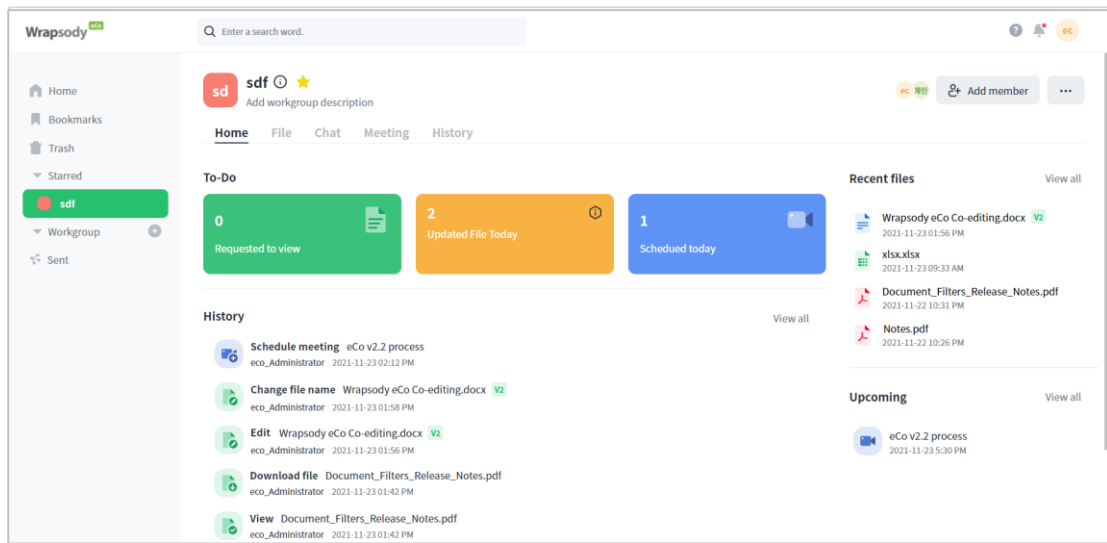 Wrapsody eCo
Enter a search word.
ec
Home
Bookmarks
Trash
Starred
sdf
Workgroup
Sent
sd
sdf
Add workgroup description
ec
Add member
Home File Chat Meeting History
To-Do
0
Requested to view
2
Updated File Today
1
Schedued today
History
View all
Schedule meeting eCo v2.2 process
eco_Administrator 2021-11-23 02:12 PM
Change file name Wrapsody eCo Co-editing.docx V2
eco_Administrator 2021-11-23 01:58 PM
Edit Wrapsody eCo Co-editing.docx V2
eco_Administrator 2021-11-23 01:56 PM
Download file Document_Filters_Release_Notes.pdf
eco_Administrator 2021-11-23 01:42 PM
View Document_Filters_Release_Notes.pdf
eco_Administrator 2021-11-23 01:42 PM
Recent files
View all
Wrapsody eCo Co-editing.docx V2
2021-11-23 01:56 PM
xlsx.xlsx
2021-11-23 09:33 AM
Document_Filters_Release_Notes.pdf
2021-11-22 10:31 PM
Notes.pdf
2021-11-22 10:26 PM
Upcoming
View all
eCo v2.2 process
2021-11-23 5:30 PM